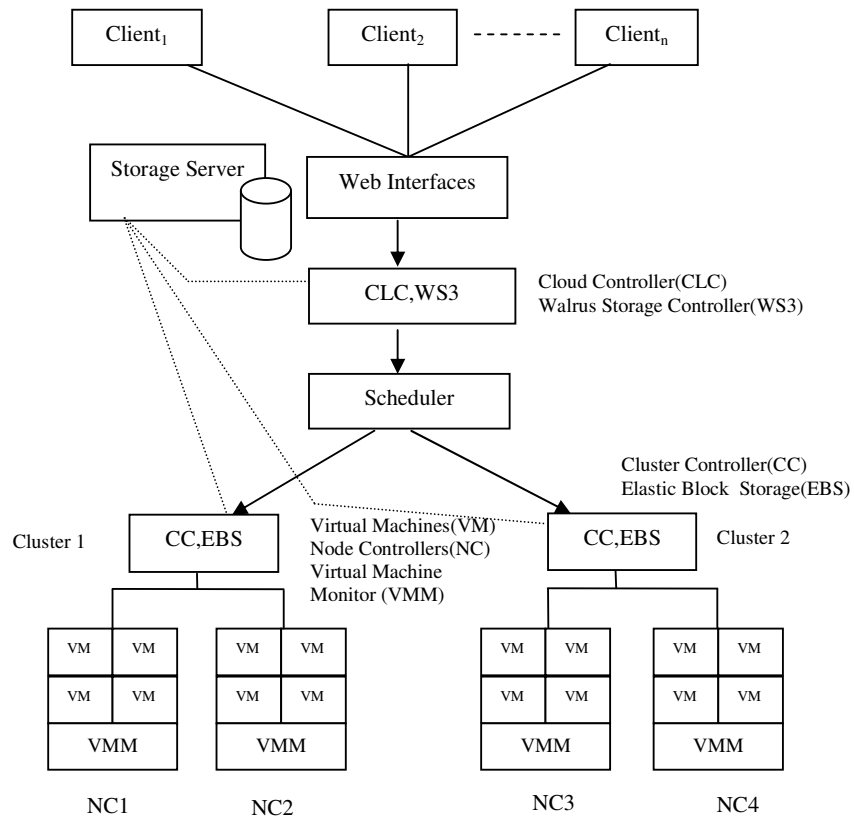 Client₁
Client₂
Clientₙ
Storage Server
Web Interfaces
CLC,WS3
Cloud Controller(CLC)
Walrus Storage Controller(WS3)
Scheduler
Cluster Controller(CC)
Elastic Block Storage(EBS)
Cluster 1
CC,EBS
Virtual Machines(VM)
Node Controllers(NC)
Virtual Machine
Monitor (VMM)
CC,EBS
Cluster 2
VM VM VM VM VM VM VM VM
VM VM VM VM VM VM VM VM
VMM VMM VMM VMM
NC1 NC2 NC3 NC4